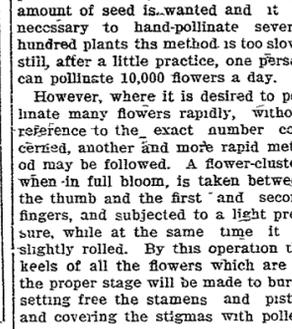 amount of seed is wanted and it
neccssary to hand-pollinate sever
hundred plants ths method is too slow
still, after a little practice, one pers
can pollinste 10,000 flowers a day.
However, where it is desired to po
linate many flowers rapidly, witho
reference to the exact number co
cerned, another and more rapid met
od may be followed. A flower-cluste
when in full bloom, is taken betwe
the thumb and the first and secon
fingers, and subjected to a light pre
sure, while at the same time it
slightly rolled. By this operation t
keels of all the flowers which are
the proper stage will be made to bur
setting free the stamens and pist
and covering the stigmas with polle